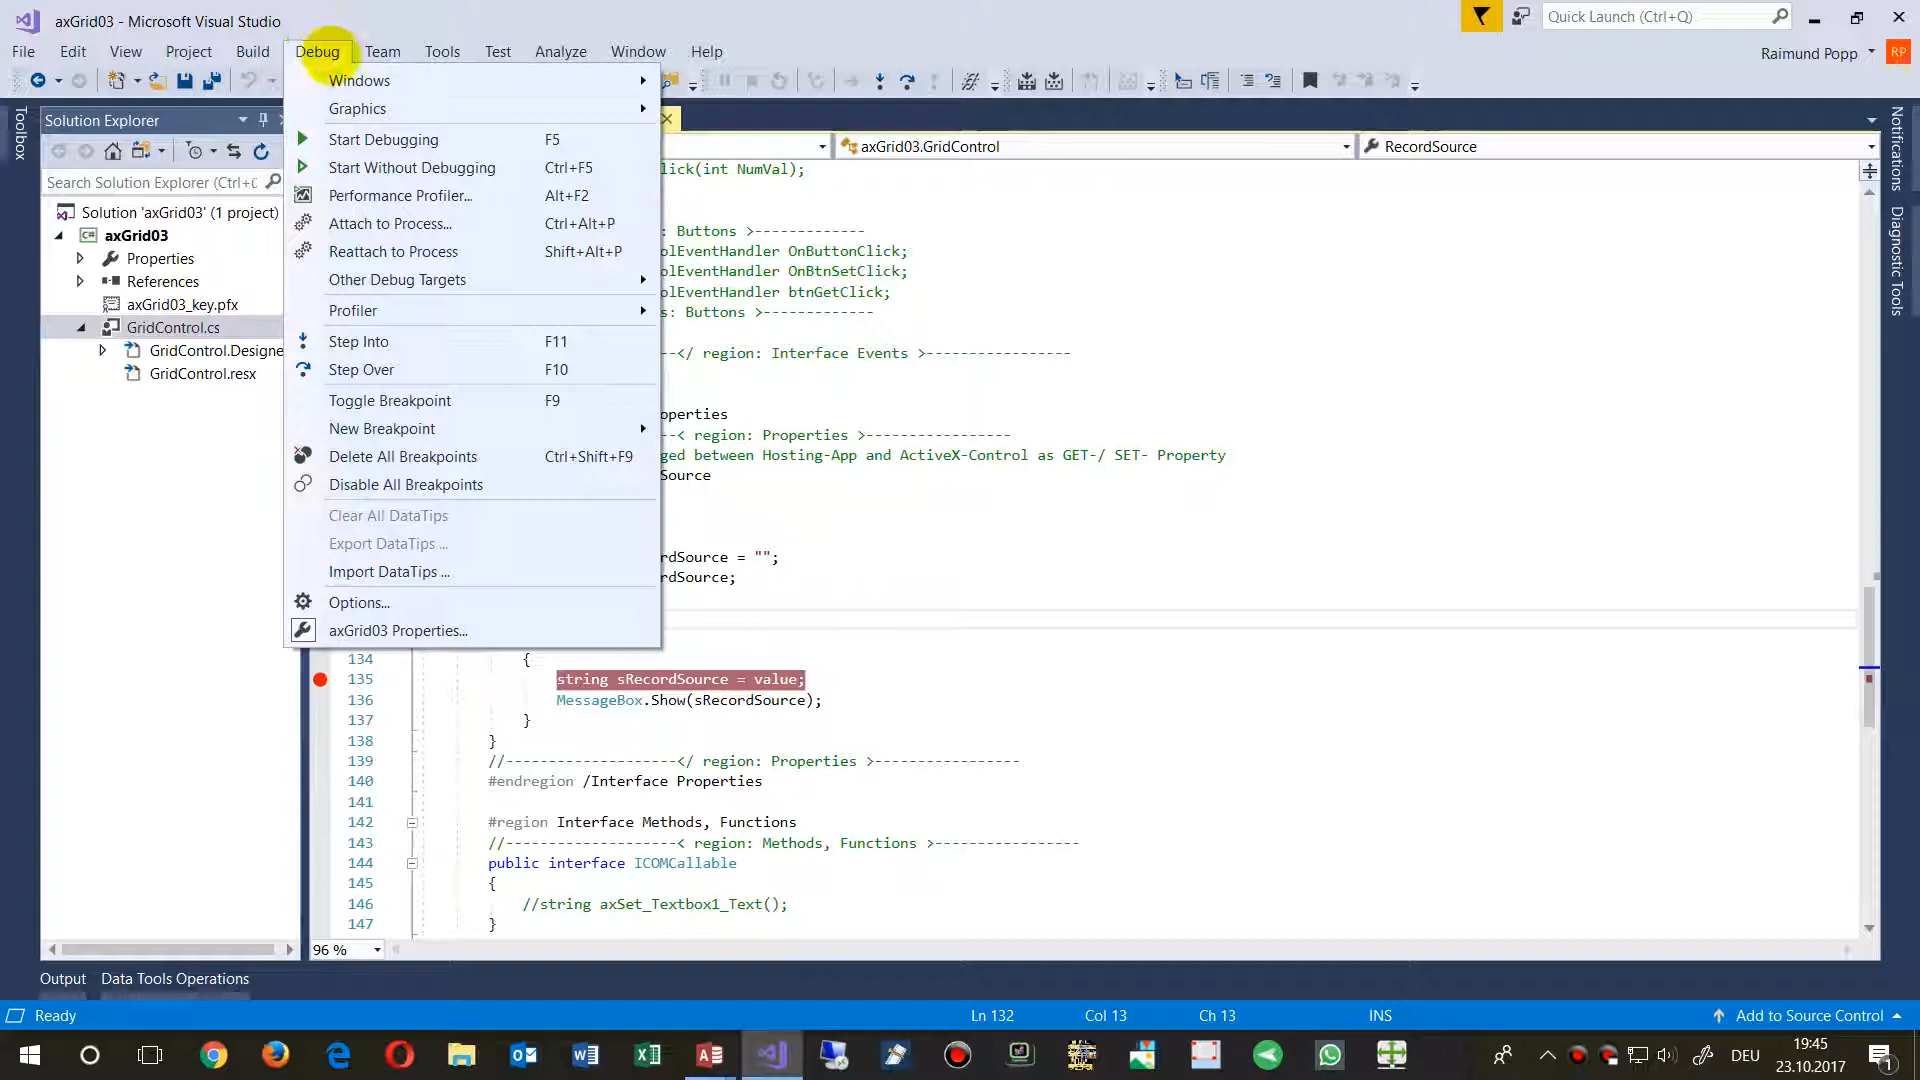 axGrid03 - Microsoft Visual Studio
Quick Launch (Ctrl+Q)
File Edit View Project Build Debug Team Tools Test Analyze Window Help
Raimund Popp
RP
Toolbox
Solution Explorer
Search Solution Explorer (Ctrl+ü
Solution 'axGrid03' (1 project)
axGrid03
Properties
References
axGrid03_key.pfx
GridControl.cs
GridControl.Designe
GridControl.resx
Windows
Graphics
Start Debugging F5
Start Without Debugging Ctrl+F5
Performance Profiler... Alt+F2
Attach to Process... Ctrl+Alt+P
Reattach to Process Shift+Alt+P
Other Debug Targets
Profiler
Step Into F11
Step Over F10
Toggle Breakpoint F9
New Breakpoint
Delete All Breakpoints Ctrl+Shift+F9
Disable All Breakpoints
Clear All DataTips
Export DataTips ...
Import DataTips ...
Options...
axGrid03 Properties...
axGrid03.GridControl
RecordSource
Notifications
Diagnostic Tools
lick(int NumVal);
: Buttons >-------------
olEventHandler OnButtonClick;
olEventHandler OnBtnSetClick;
olEventHandler btnGetClick;
s: Buttons >-------------
--</ region: Interface Events >-----------------
operties
--< region: Properties >-----------------
ged between Hosting-App and ActiveX-Control as GET-/ SET- Property
Source
rdSource = "";
rdSource;
134 {
135 string sRecordSource = value;
136 MessageBox.Show(sRecordSource);
137 }
138 }
139 //--------------------</ region: Properties >-----------------
140 #endregion /Interface Properties
141
142 #region Interface Methods, Functions
143 //--------------------< region: Methods, Functions >-----------------
144 public interface ICOMCallable
145 {
146 //string axSet_Textbox1_Text();
147 }
96 %
Output Data Tools Operations
Ready
Ln 132 Col 13 Ch 13 INS
Add to Source Control
DEU
19:45
23.10.2017
1